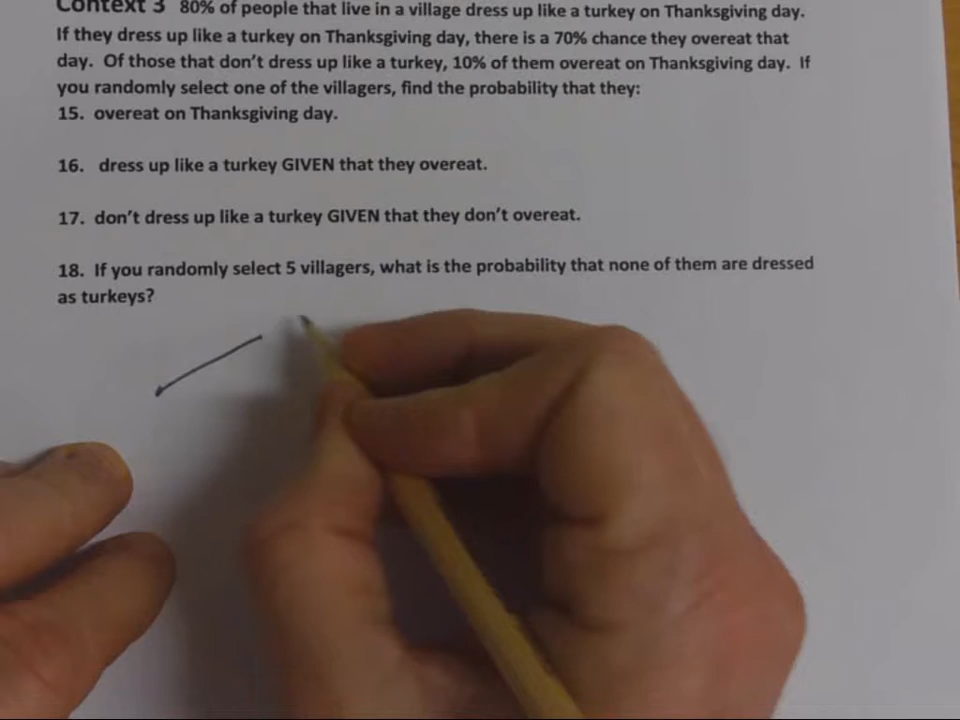 Context 3 80% of people that live in a village dress up like a turkey on Thanksgiving day.
If they dress up like a turkey on Thanksgiving day, there is a 70% chance they overeat that
day. Of those that don't dress up like a turkey, 10% of them overeat on Thanksgiving day. If
you randomly select one of the villagers, find the probability that they:
15. overeat on Thanksgiving day.
16. dress up like a turkey GIVEN that they overeat.
17. don't dress up like a turkey GIVEN that they don't overeat.
18. If you randomly select 5 villagers, what is the probability that none of them are dressed
as turkeys?